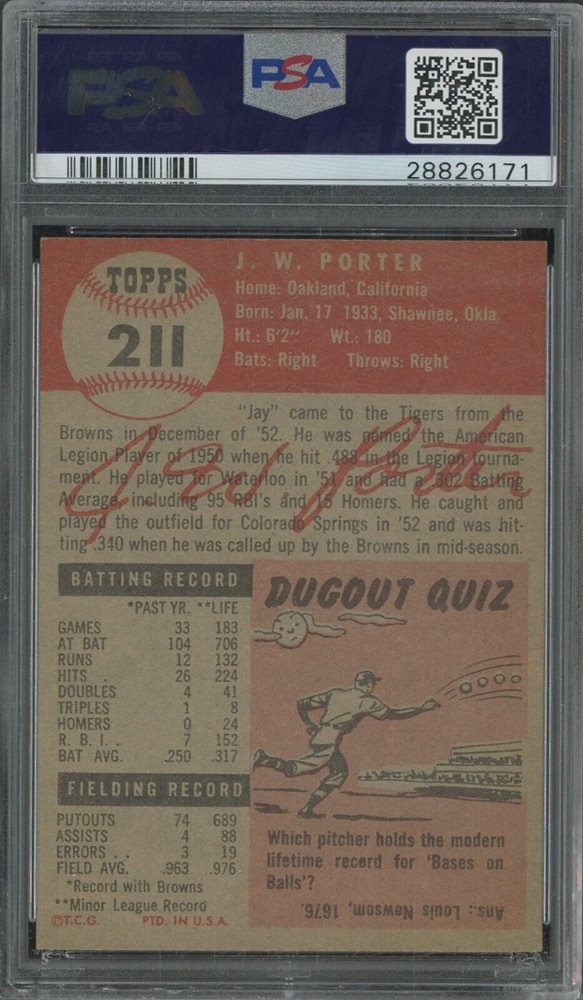 PSA
PSA
28826171
TOPPS
211
J. W. PORTER
Home: Oakland, California
Born: Jan. 17 1933, Shawnee, Okla.
Ht.: 6'2" Wt.: 180
Bats: Right Throws: Right
"Jay" came to the Tigers from the
Browns in December of '52. He was named the American
Legion Player of 1950 when he hit .488 in the Legion tourna-
ment. He played for Waterloo in '51 and had a .302 Batting
Average, including 95 RBI's and 15 Homers. He caught and
played the outfield for Colorado Springs in '52 and was hit-
ting .340 when he was called up by the Browns in mid-season.
J. W. Porter
BATTING RECORD
*PAST YR. **LIFE
GAMES 33 183
AT BAT 104 706
RUNS 12 132
HITS . 26 224
DOUBLES 4 41
TRIPLES 1 8
HOMERS 0 24
R. B. I. . 7 152
BAT AVG. .250 .317
FIELDING RECORD
PUTOUTS 74 689
ASSISTS 4 88
ERRORS . . 3 19
FIELD AVG. .963 .976
*Record with Browns
**Minor League Record
©T.C.G. PTD. IN U.S.A.
DUGOUT QUIZ
Which pitcher holds the modern
lifetime record for 'Bases on
Balls'?
Ans.: Louis Newsom, 1676.